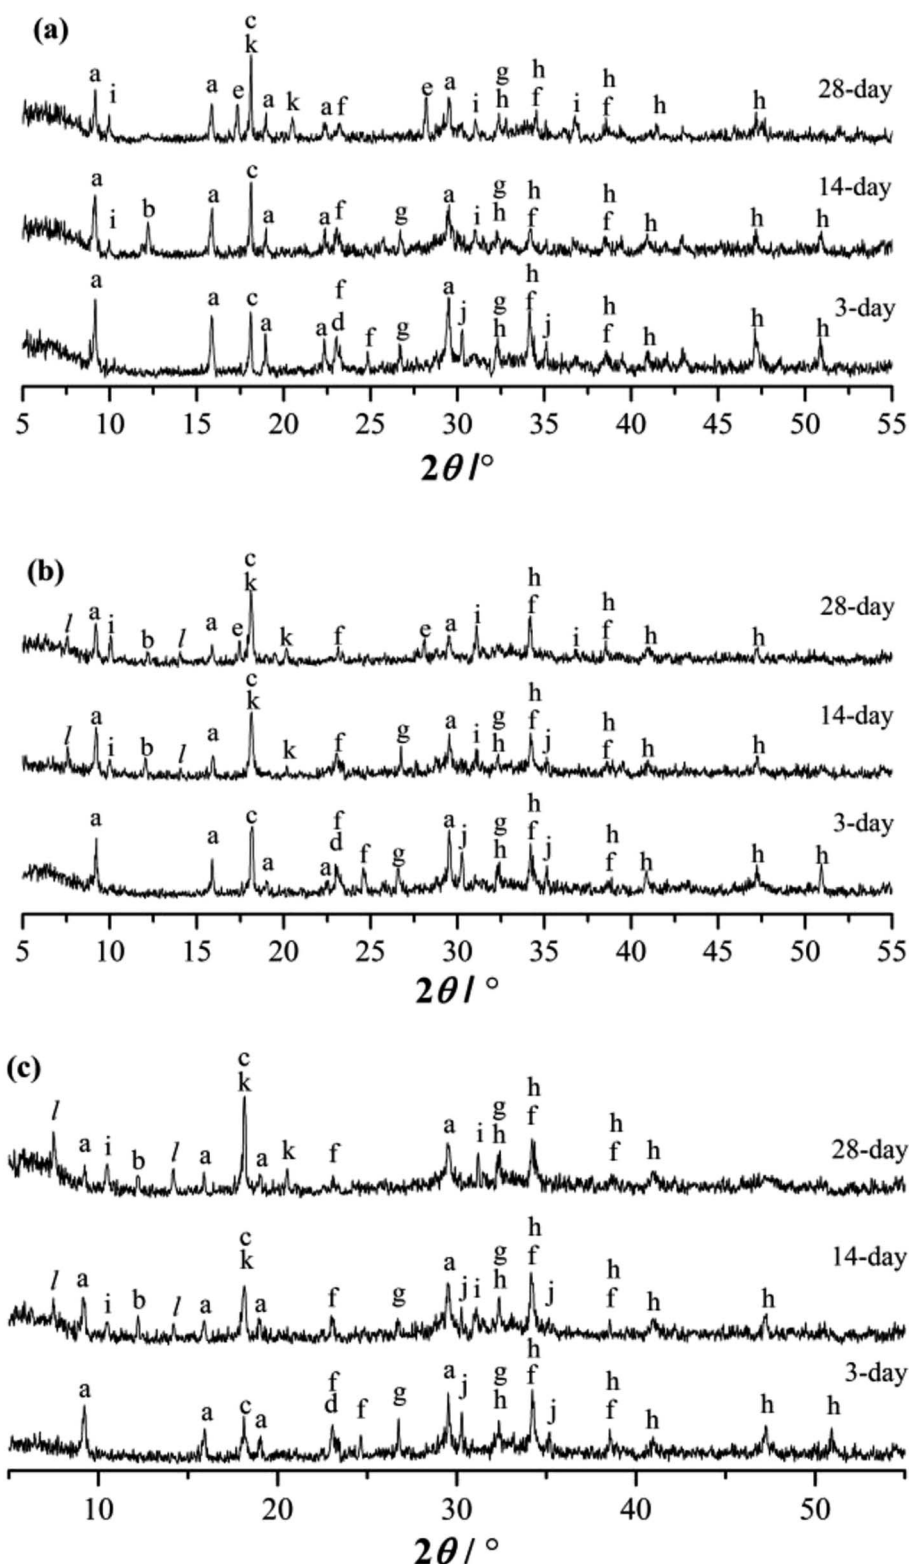 (a)
c
k
a i a e a k a f e a i g h h f i h f h h 28-day
a i b a c a a f g a i g h h f h f h h h 14-day
a a c a a f d f g a j g h h f j h f h h h 3-day
5 10 15 20 25 30 35 40 45 50 55
2θ /°
(b)
l a i b l a e c k k f e a i h f i h f h h 28-day
l a i b l a c k k f g a i g h h f j h f h h 14-day
a a c a a f d f g a j g h h f j h f h h h 3-day
5 10 15 20 25 30 35 40 45 50 55
2θ / °
(c)
l a i b l a c k a k f a i g h h f h f h 28-day
l a i b l a c k a f g a j i g h h f j h f h h 14-day
a a c a f d f g a j g h h f j h f h h h 3-day
10 20 30 40 50
2θ / °